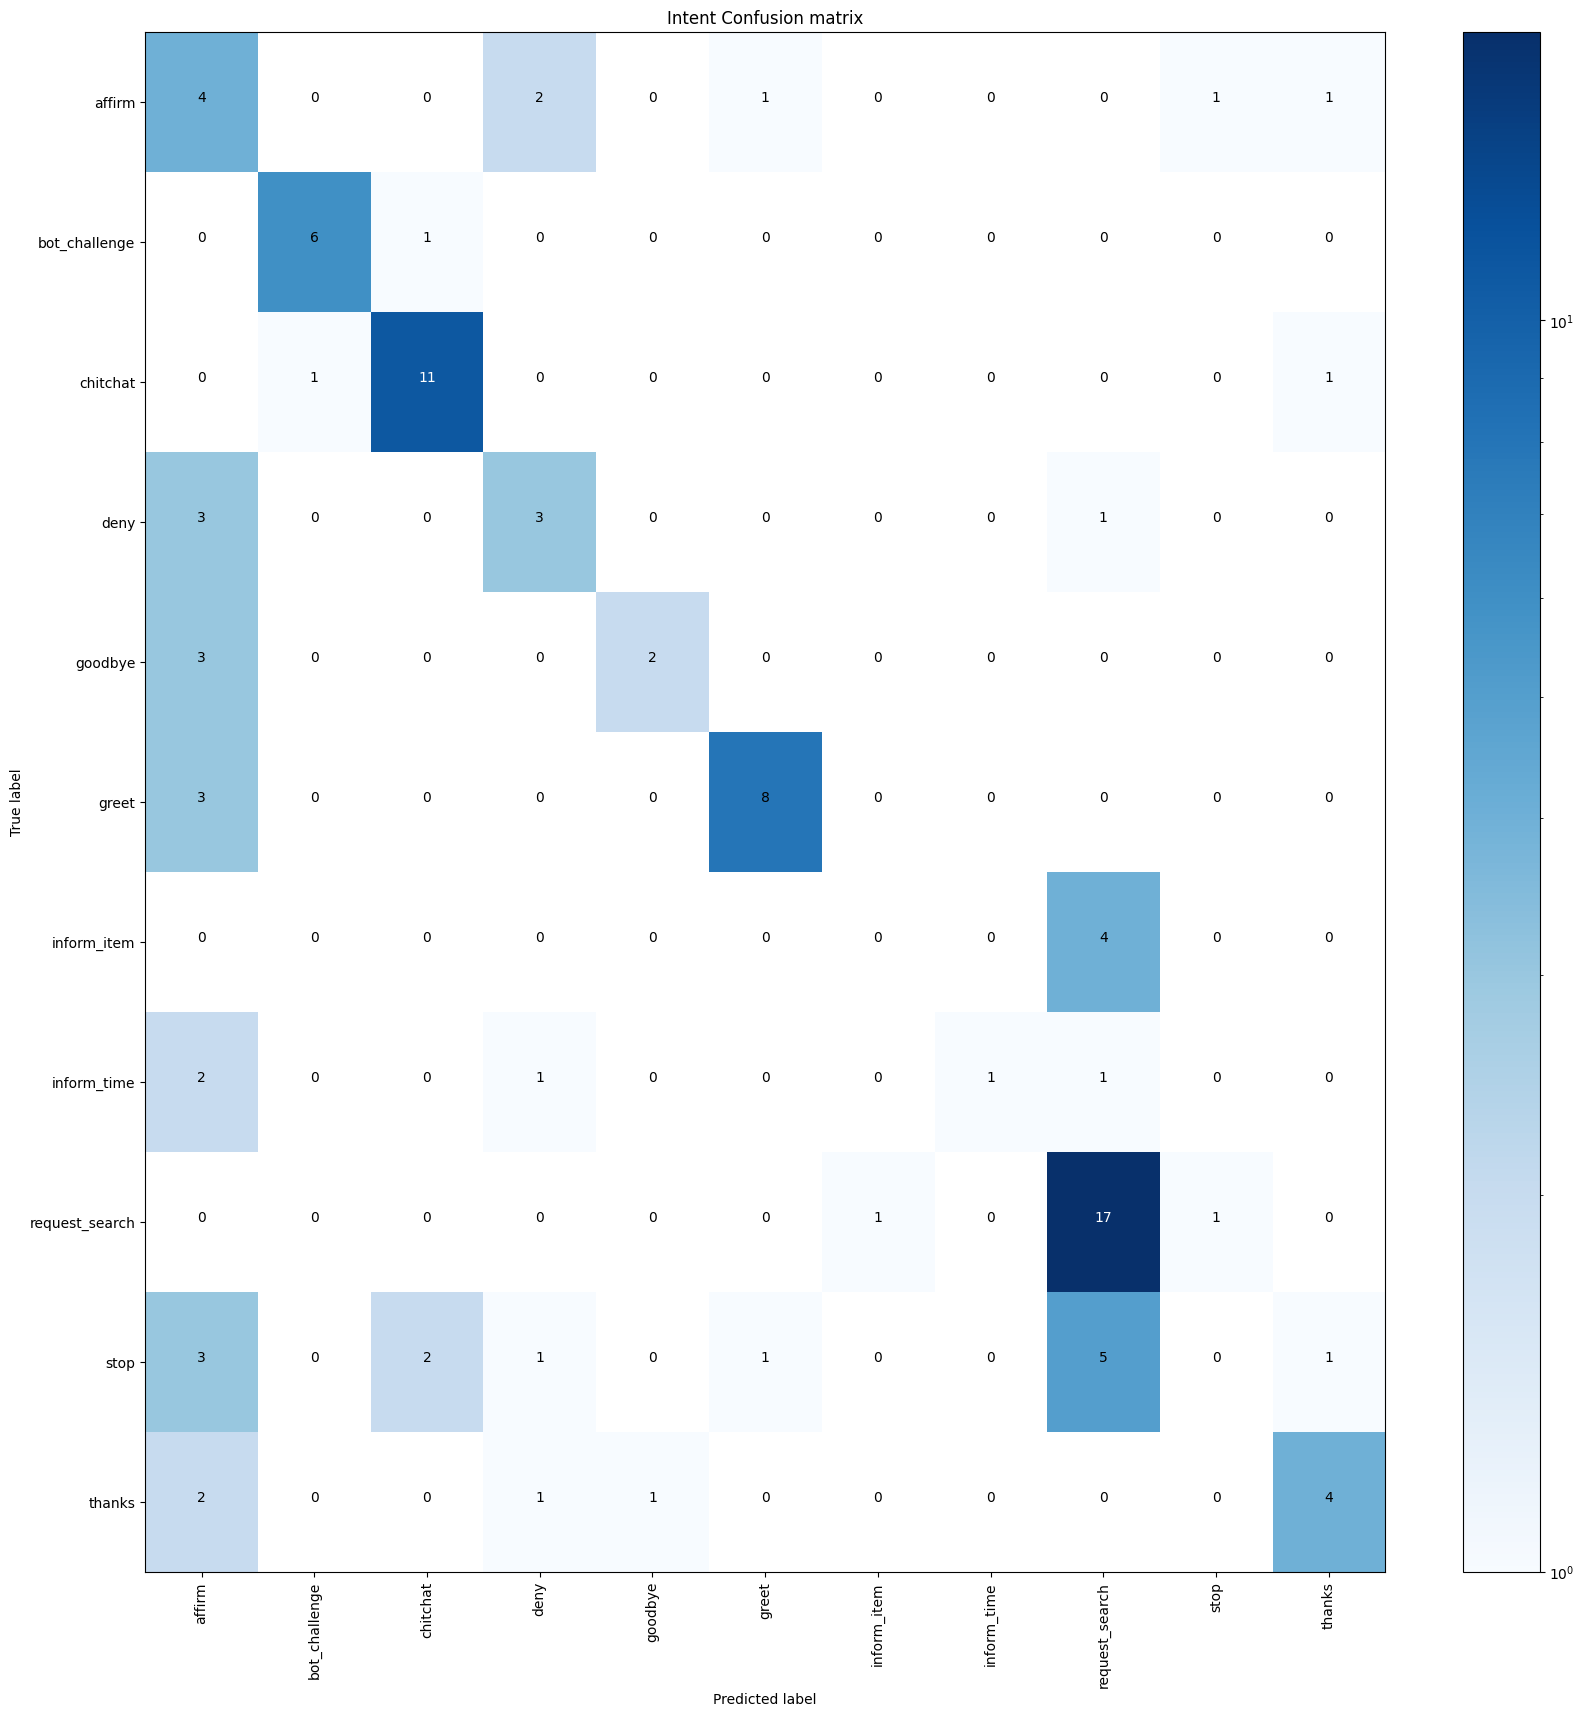 Intent Confusion matrix
affirm 4 0 0 2 0 1 0 0 0 1 1
bot_challenge 0 6 1 0 0 0 0 0 0 0 0
10¹
chitchat 0 1 11 0 0 0 0 0 0 0 1
deny 3 0 0 3 0 0 0 0 1 0 0
goodbye 3 0 0 0 2 0 0 0 0 0 0
True label
greet 3 0 0 0 0 8 0 0 0 0 0
inform_item 0 0 0 0 0 0 0 0 4 0 0
inform_time 2 0 0 1 0 0 0 1 1 0 0
request_search 0 0 0 0 0 0 1 0 17 1 0
stop 3 0 2 1 0 1 0 0 5 0 1
thanks 2 0 0 1 1 0 0 0 0 0 4
10⁰
affirm bot_challenge chitchat deny goodbye greet inform_item inform_time request_search stop thanks
Predicted label